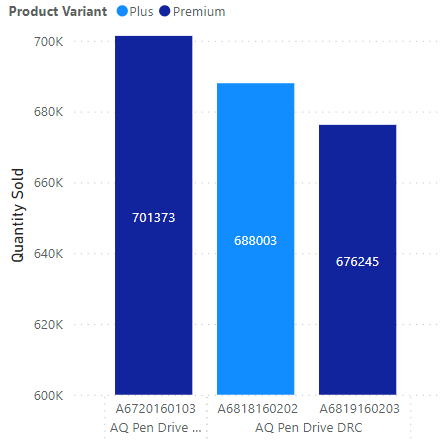 Product Variant Plus Premium
700K
680K
660K
640K
620K
600K
Quantity Sold
701373
688003
676245
A6720160103 A6818160202 A6819160203
AQ Pen Drive ... AQ Pen Drive DRC